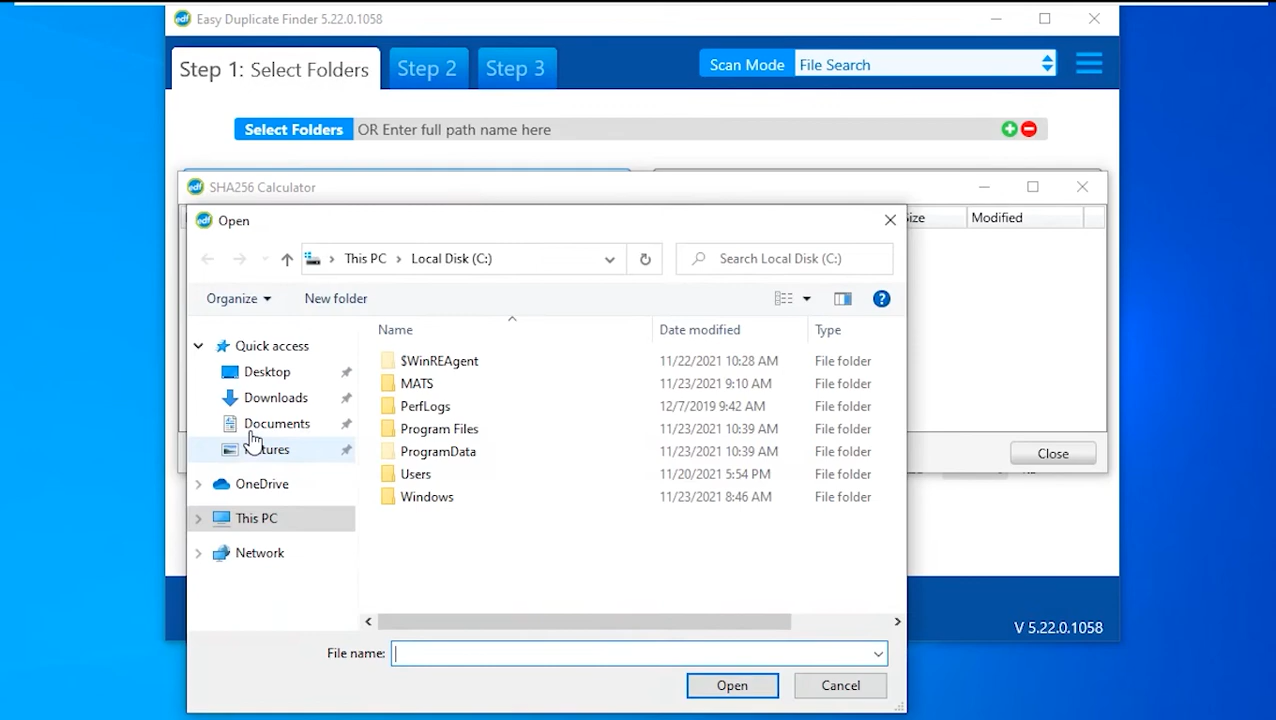 Easy Duplicate Finder 5.22.0.1058
Step 1: Select Folders
Step 2
Step 3
Scan Mode
File Search
Select Folders
OR Enter full path name here
SHA256 Calculator
Modified
Open
This PC
Local Disk (C:)
Search Local Disk (C:)
Organize
New folder
?
Name
Date modified
Type
Quick access
Desktop
Downloads
Documents
OneDrive
This PC
Network
$WinREAgent 11/22/2021 10:28 AM File folder
MATS 11/23/2021 9:10 AM File folder
PerfLogs 12/7/2019 9:42 AM File folder
Program Files 11/23/2021 10:39 AM File folder
ProgramData 11/23/2021 10:39 AM File folder
Users 11/20/2021 5:54 PM File folder
Windows 11/23/2021 8:46 AM File folder
Close
File name:
Open
Cancel
V 5.22.0.1058